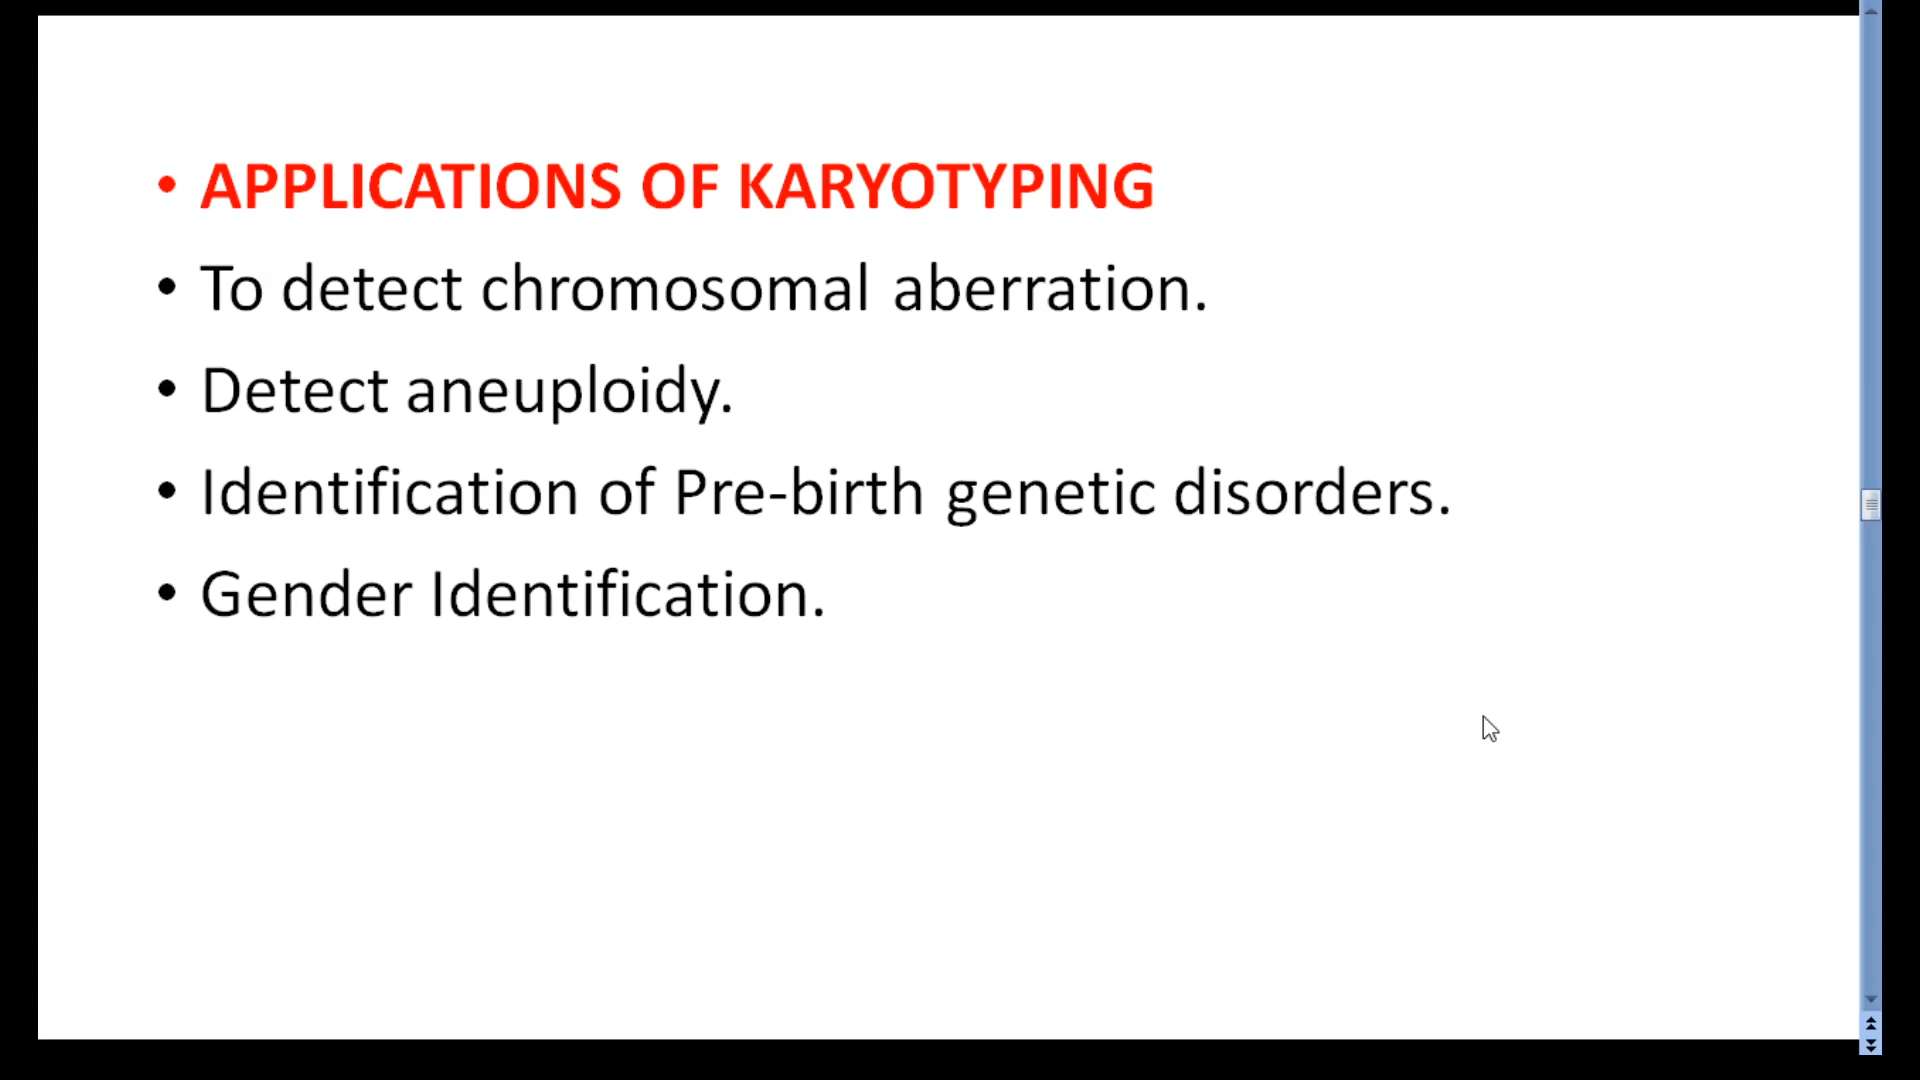 • APPLICATIONS OF KARYOTYPING
• To detect chromosomal aberration.
• Detect aneuploidy.
• Identification of Pre-birth genetic disorders.
• Gender Identification.